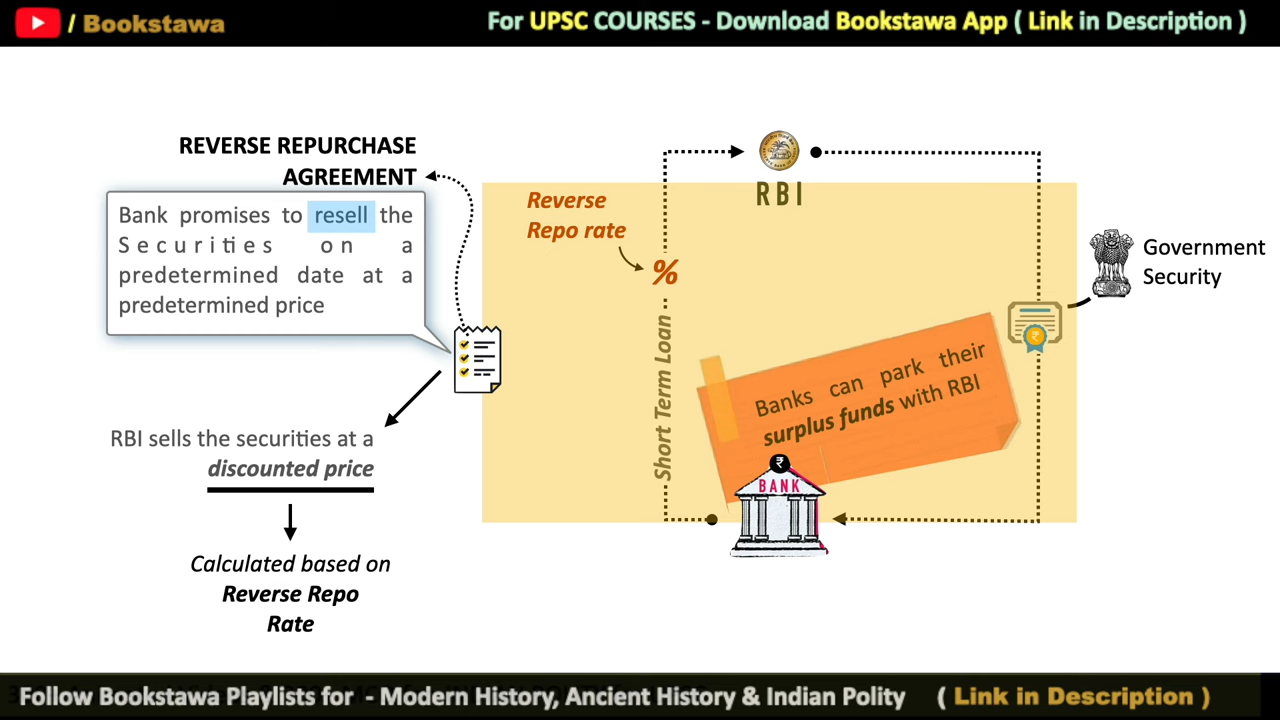 / Bookstawa
For UPSC COURSES - Download Bookstawa App ( Link in Description )
REVERSE REPURCHASE
AGREEMENT
Bank promises to resell the
Securities on a
predetermined date at a
predetermined price
RBI sells the securities at a
discounted price
Calculated based on
Reverse Repo
Rate
Reverse
Repo rate
%
Short Term Loan
RBI
Government
Security
₹
Banks can park their
surplus funds with RBI
₹
BANK
Follow Bookstawa Playlists for - Modern History, Ancient History & Indian Polity ( Link in Description )